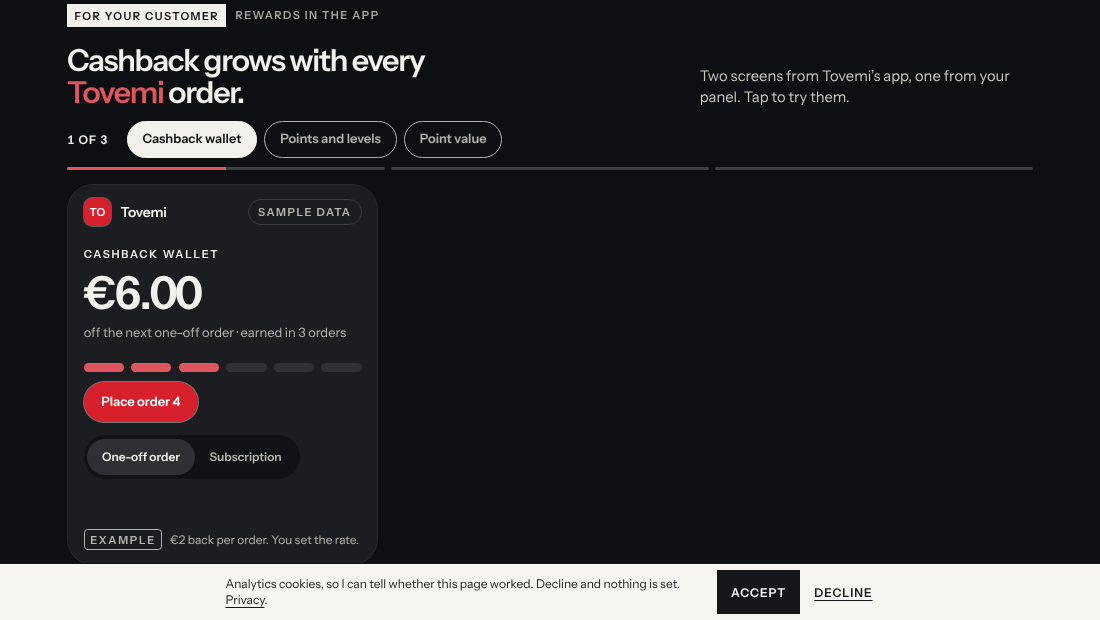 FOR YOUR CUSTOMER REWARDS IN THE APP
Cashback grows with every
Tovemi order.
Two screens from Tovemi's app, one from your
panel. Tap to try them.
1 OF 3 Cashback wallet Points and levels Point value
TO Tovemi SAMPLE DATA
CASHBACK WALLET
€6.00
off the next one-off order · earned in 3 orders
Place order 4
One-off order Subscription
EXAMPLE €2 back per order. You set the rate.
Analytics cookies, so I can tell whether this page worked. Decline and nothing is set.
Privacy.
ACCEPT DECLINE